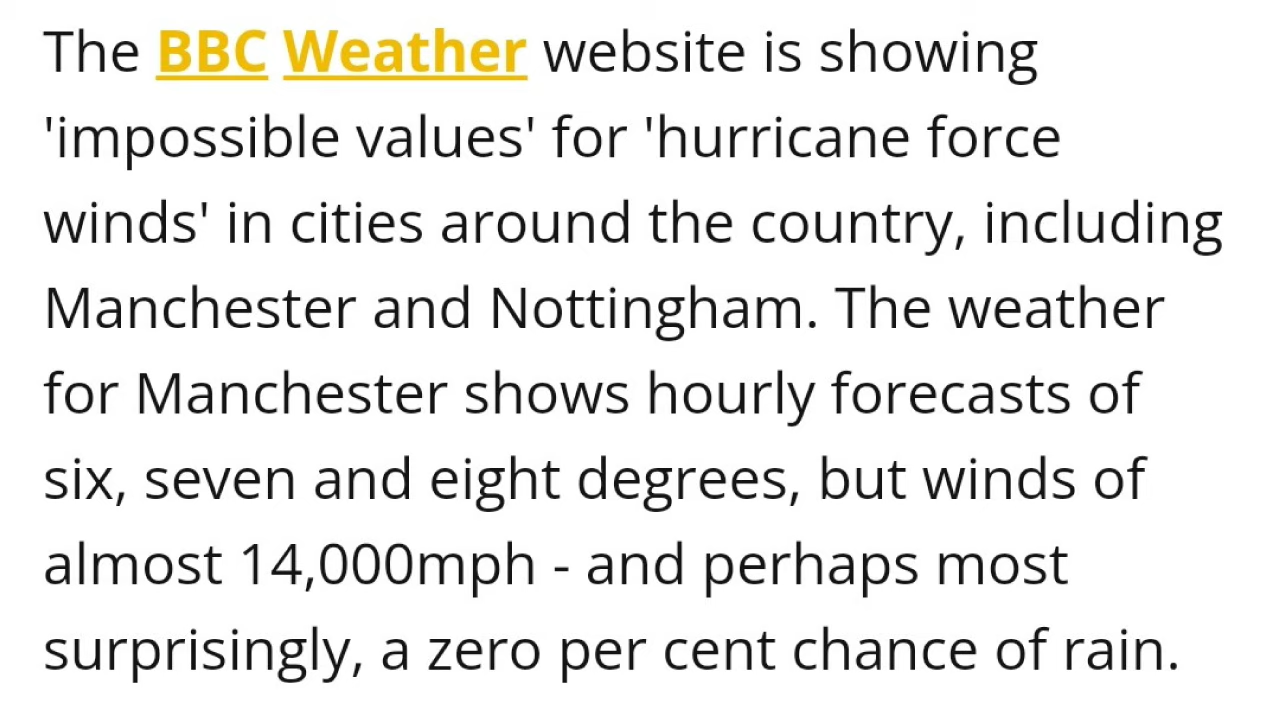 The BBC Weather website is showing
'impossible values' for 'hurricane force
winds' in cities around the country, including
Manchester and Nottingham. The weather
for Manchester shows hourly forecasts of
six, seven and eight degrees, but winds of
almost 14,000mph - and perhaps most
surprisingly, a zero per cent chance of rain.